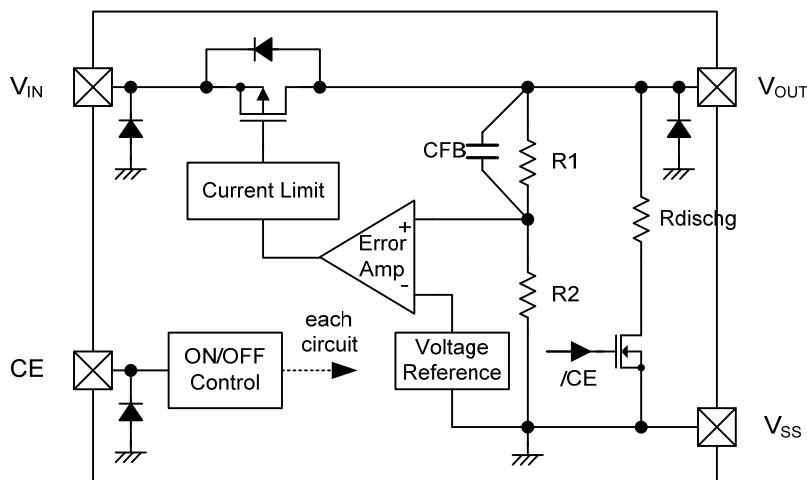 VIN
VOUT
CFB
R1
Current Limit
Rdischg
+
Error
Amp
-
R2
each
circuit
ON/OFF
Control
CE
Voltage
Reference
/CE
VSS